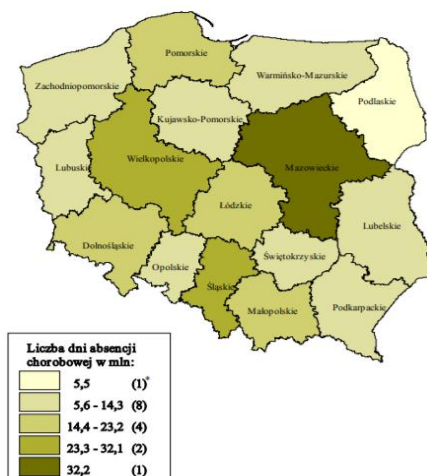 Pomorskie
Warmińsko-Mazurskie
Zachodniopomorskie
Podlaskie
Kujawsko-Pomorskie
Lubuskie
Wielkopolskie
Mazowieckie
Łódzkie
Lubelskie
Dolnośląskie
Świętokrzyskie
Opolskie
Śląskie
Małopolskie
Podkarpackie
Liczba dni absencji
chorobowej w mln:
5,5 (1)*
5,6 - 14,3 (8)
14,4 - 23,2 (4)
23,3 - 32,1 (2)
32,2 (1)